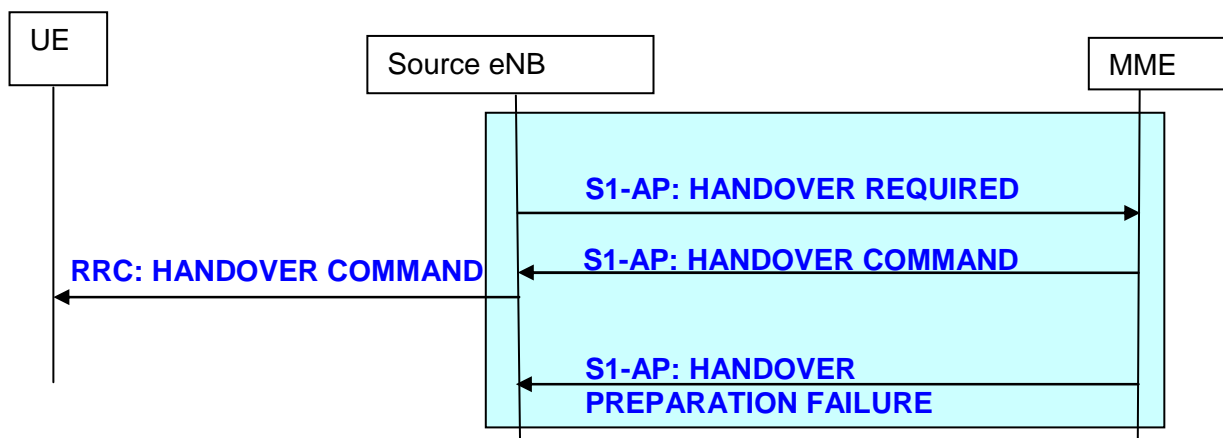 UE
Source eNB
MME
S1-AP: HANDOVER REQUIRED
S1-AP: HANDOVER COMMAND
RRC: HANDOVER COMMAND
S1-AP: HANDOVER
PREPARATION FAILURE